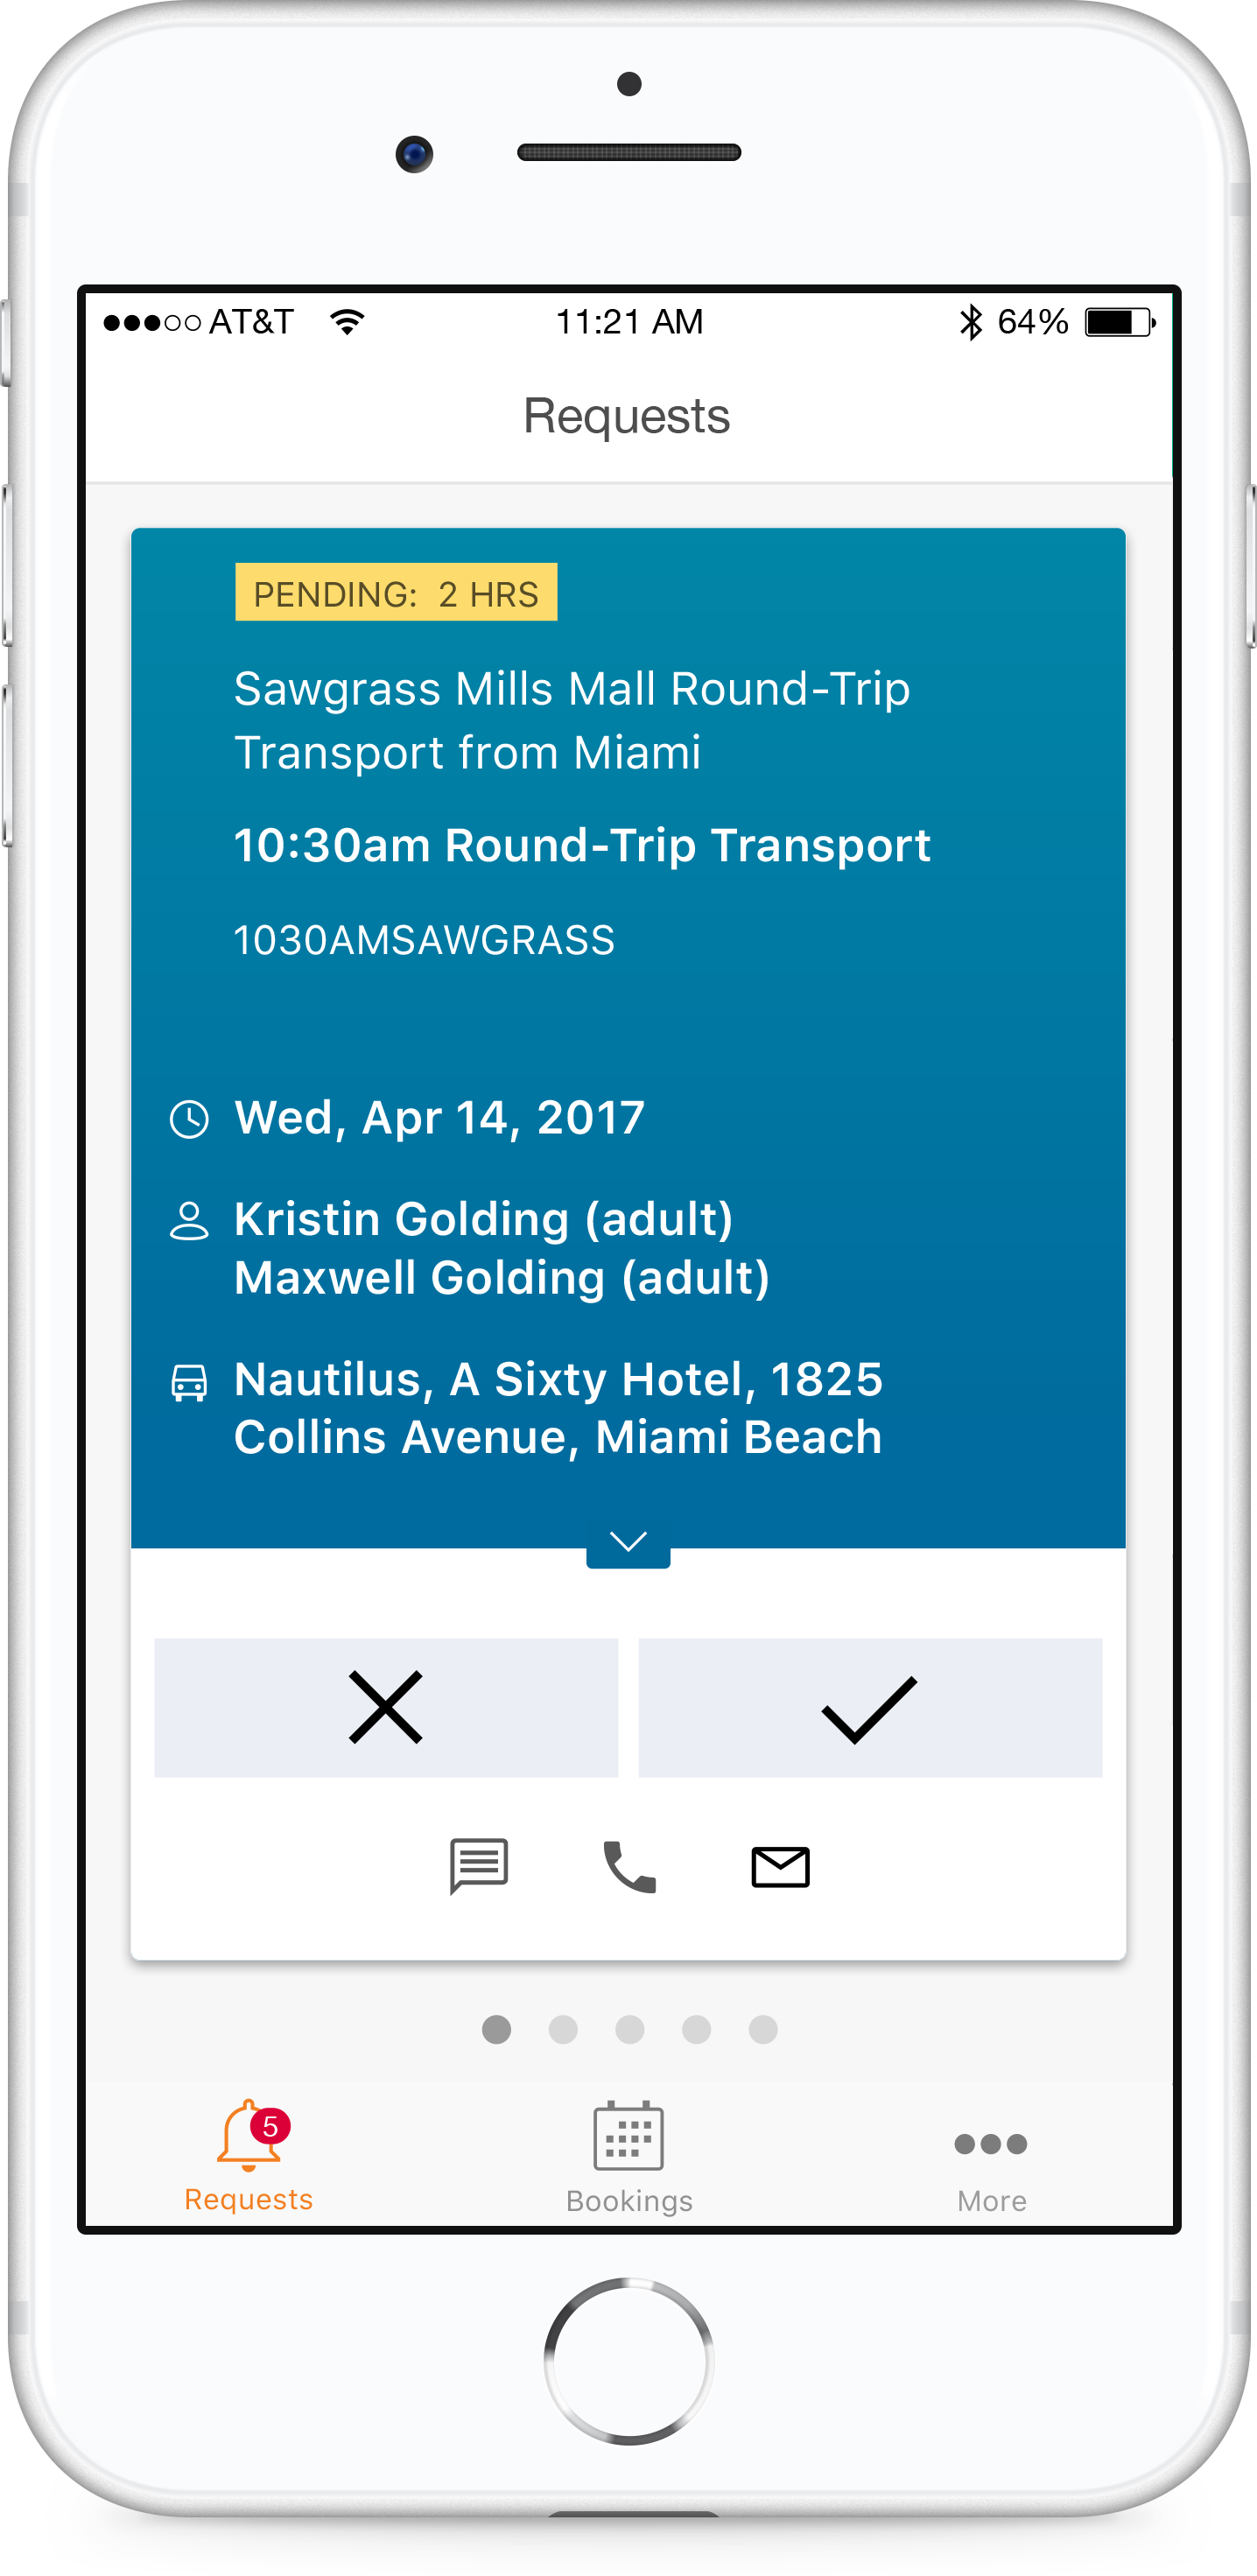 AT&T 11:21 AM 64%
Requests
PENDING: 2 HRS
Sawgrass Mills Mall Round-Trip
Transport from Miami
10:30am Round-Trip Transport
1030AMSAWGRASS
Wed, Apr 14, 2017
Kristin Golding (adult)
Maxwell Golding (adult)
Nautilus, A Sixty Hotel, 1825
Collins Avenue, Miami Beach
5
Requests Bookings More